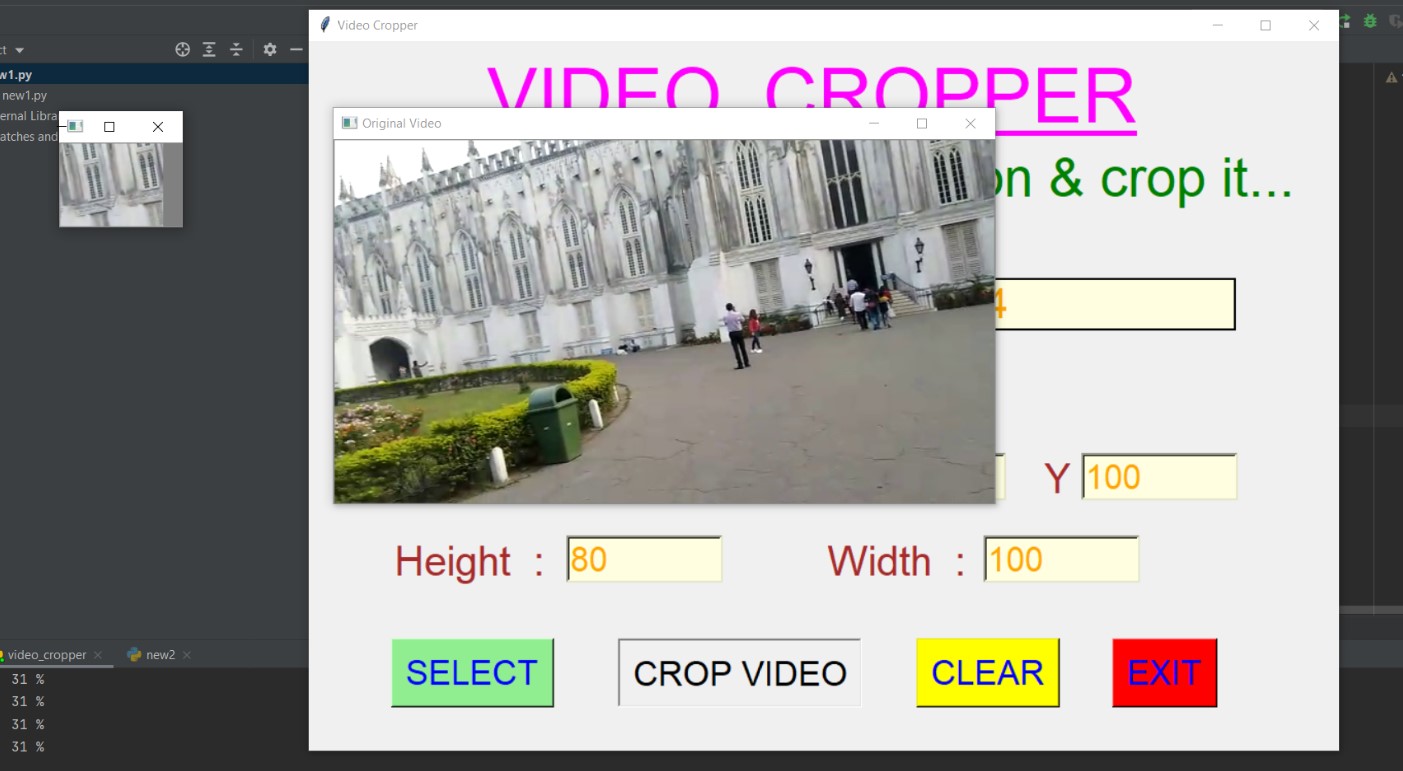 Video Cropper
ct
w1.py
new1.py
ernal Libra
atches and
VIDEO CROPPER
Original Video
on & crop it...
4
Y 100
Height : 80
Width : 100
SELECT
CROP VIDEO
CLEAR
EXIT
video_cropper
new2
31 %
31 %
31 %
31 %